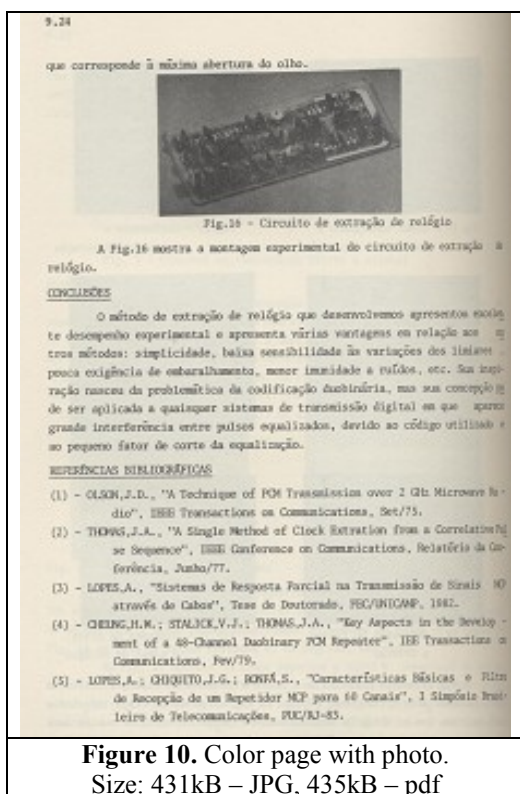 9.24
que corresponde à máxima abertura do olho.
Fig.16 - Circuito de extração de relógio
A Fig.16 mostra a montagem experimental do circuito de extração
relógio.
CONCLUSÕES
O método de extração de relógio que desenvolvemos apresentou
te desempenho experimental e apresenta várias vantagens em relação aos
tros métodos: simplicidade, baixa sensibilidade às variações dos limiares
pouca exigência de embaralhamento, menor imunidade a ruídos, etc. Sua
ração nasceu da problemática da codificação duobinária, mas sua concepção
de ser aplicada a quaisquer sistemas de transmissão digital em que
grande interferência entre pulsos equalizados, devido ao código utilizado
ao pequeno fator de corte da equalização.
REFERÊNCIAS BIBLIOGRÁFICAS
(1) - OLSON,J.D., "A Technique of PCM Transmission over 2 GHz Microwave
dio", IEEE Transactions on Communications, Set/75.
(2) - THOMAS,J.A., "A Single Method of Clock Extration from a Correlative
se Sequence", IEEE Conference on Communications, Relatório da
ferência, Junho/77.
(3) - LOPES,A., "Sistemas de Resposta Parcial na Transmissão de Sinais
através de Cabos", Tese de Doutorado, FEC/UNICAMP, 1982.
(4) - CHEUNG,H.W.; STALICK,V.J.; THOMAS,J.A., "Key Aspects in the Develop -
ment of a 48-Channel Duobinary PCM Repeater", IEE Transactions
Communications, Fev/79.
(5) - LOPES,A.; CHIQUITO,J.G.; BONFÁ,S., "Características Básicas e
de Recepção de um Repetidor MCP para 60 Canais", I Simpósio
leiro de Telecomunicações, PUC/RJ-83.
Figure 10. Color page with photo.
Size: 431kB – JPG, 435kB – pdf